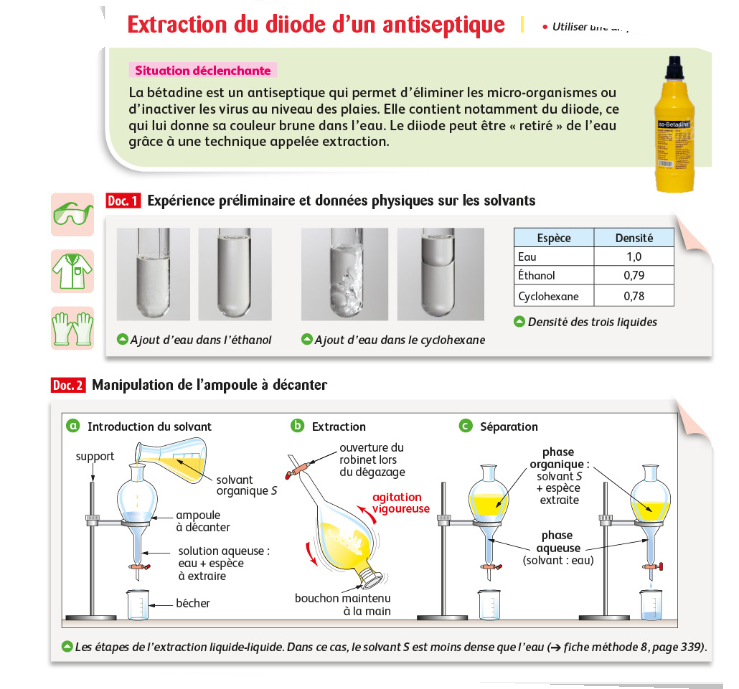 Extraction du diiode d'un antiseptique
• Utiliser une
Situation déclenchante
La bétadine est un antiseptique qui permet d'éliminer les micro-organismes ou
d'inactiver les virus au niveau des plaies. Elle contient notamment du diiode, ce
qui lui donne sa couleur brune dans l'eau. Le diiode peut être « retiré » de l'eau
grâce à une technique appelée extraction.
Doc. 1 Expérience préliminaire et données physiques sur les solvants
Ajout d'eau dans l'éthanol
Ajout d'eau dans le cyclohexane
Espèce Densité
Eau 1,0
Éthanol 0,79
Cyclohexane 0,78
Densité des trois liquides
Doc. 2 Manipulation de l'ampoule à décanter
a Introduction du solvant
support
solvant
organique S
ampoule
à décanter
solution aqueuse :
eau + espèce
à extraire
bécher
b Extraction
ouverture du
robinet lors
du dégazage
agitation
vigoureuse
bouchon maintenu
à la main
c Séparation
phase
organique :
solvant S
+ espèce
extraite
phase
aqueuse
(solvant : eau)
Les étapes de l'extraction liquide-liquide. Dans ce cas, le solvant S est moins dense que l'eau (→ fiche méthode 8, page 339).